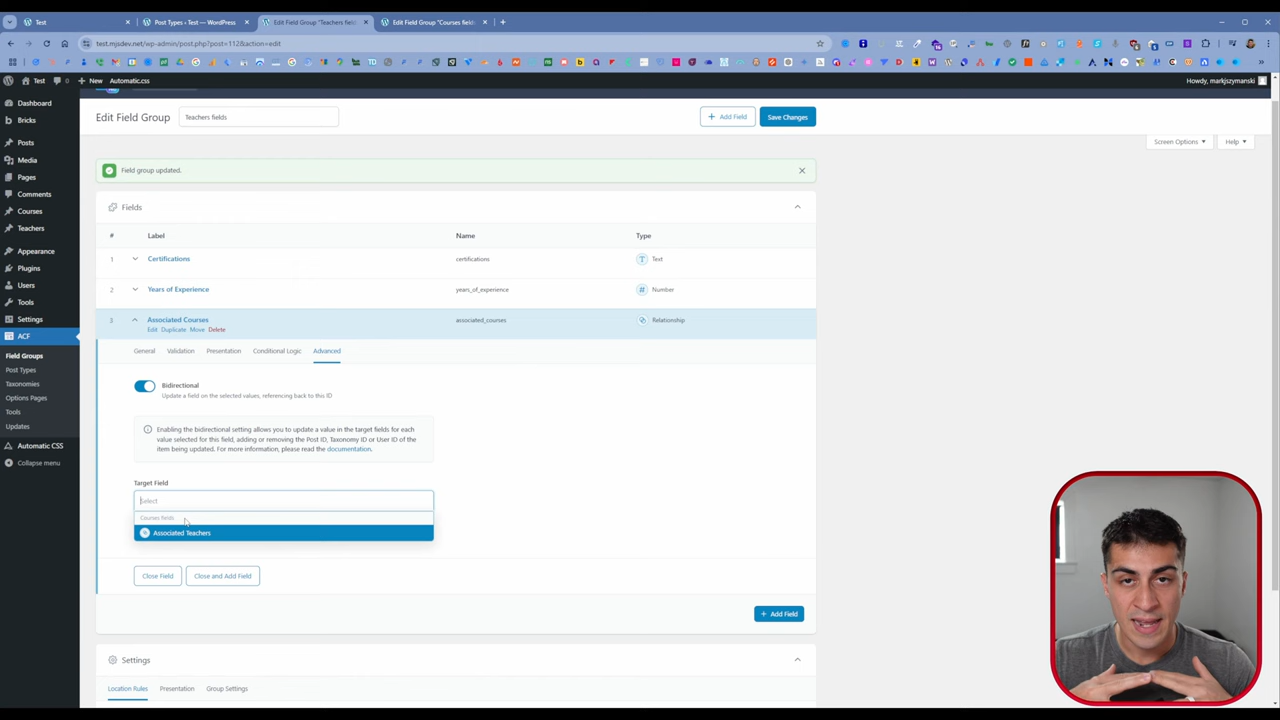 Test
Post Types ‹ Test — WordPress
Edit Field Group "Teachers fields
Edit Field Group "Courses fields
test.mjsdev.net/wp-admin/post.php?post=112&action=edit
Test
0
New
Automatic.css
Howdy, markjszymanski
Dashboard
Bricks
Posts
Media
Pages
Comments
Courses
Teachers
Appearance
Plugins
Users
Tools
Settings
ACF
Field Groups
Post Types
Taxonomies
Options Pages
Tools
Updates
Automatic CSS
Collapse menu
Edit Field Group
Teachers fields
+ Add Field
Save Changes
Screen Options ▼
Help ▼
Field group updated.
Fields
# Label Name Type
1 Certifications certifications Text
2 Years of Experience years_of_experience # Number
3 Associated Courses associated_courses Relationship
Edit Duplicate Move Delete
General Validation Presentation Conditional Logic Advanced
Bidirectional
Update a field on the selected values, referencing back to this ID
Enabling the bidirectional setting allows you to update a value in the target fields for each
value selected for this field, adding or removing the Post ID, Taxonomy ID or User ID of the
item being updated. For more information, please read the documentation.
Target Field
Select
Courses fields
Associated Teachers
Close Field
Close and Add Field
+ Add Field
Settings
Location Rules Presentation Group Settings